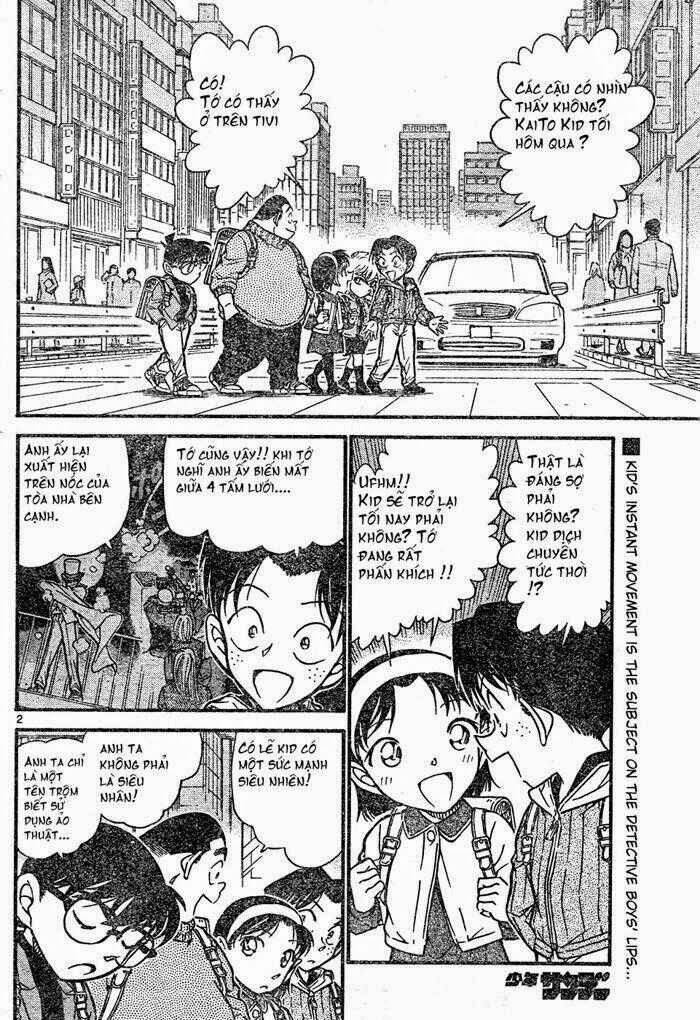 CÁC CẬU CÓ NHÌN
THẤY KHÔNG?
KAITO KID TỐI
HÔM QUA?
CÓ!
TỚ CÓ THẤY
Ở TRÊN TIVI
THẬT LÀ
ĐÁNG SỢ
PHẢI
KHÔNG?
KID DỊCH
CHUYỂN
TỨC THỜI
!?
UFHM!!
KID SẼ TRỞ LẠI
TỐI NAY PHẢI
KHÔNG? TỚ
ĐANG RẤT
PHẤN KHÍCH !!
TỚ CŨNG VẬY!! KHI TỚ
NGHĨ ANH ẤY BIẾN MẤT
GIỮA 4 TẤM LƯỚI....
ANH ẤY LẠI
XUẤT HIỆN
TRÊN NÓC CỦA
TÒA NHÀ BÊN
CẠNH.
CÓ LẼ KID CÓ
MỘT SỨC MẠNH
SIÊU NHIÊN!
ANH TA
KHÔNG PHẢI
LÀ SIÊU
NHÂN!
ANH TA CHỈ
LÀ MỘT
TÊN TRỘM
BIẾT SỬ
DỤNG ẢO
THUẬT...
KID'S INSTANT MOVEMENT IS THE SUBJECT ON THE DETECTIVE BOYS' LIPS...
2